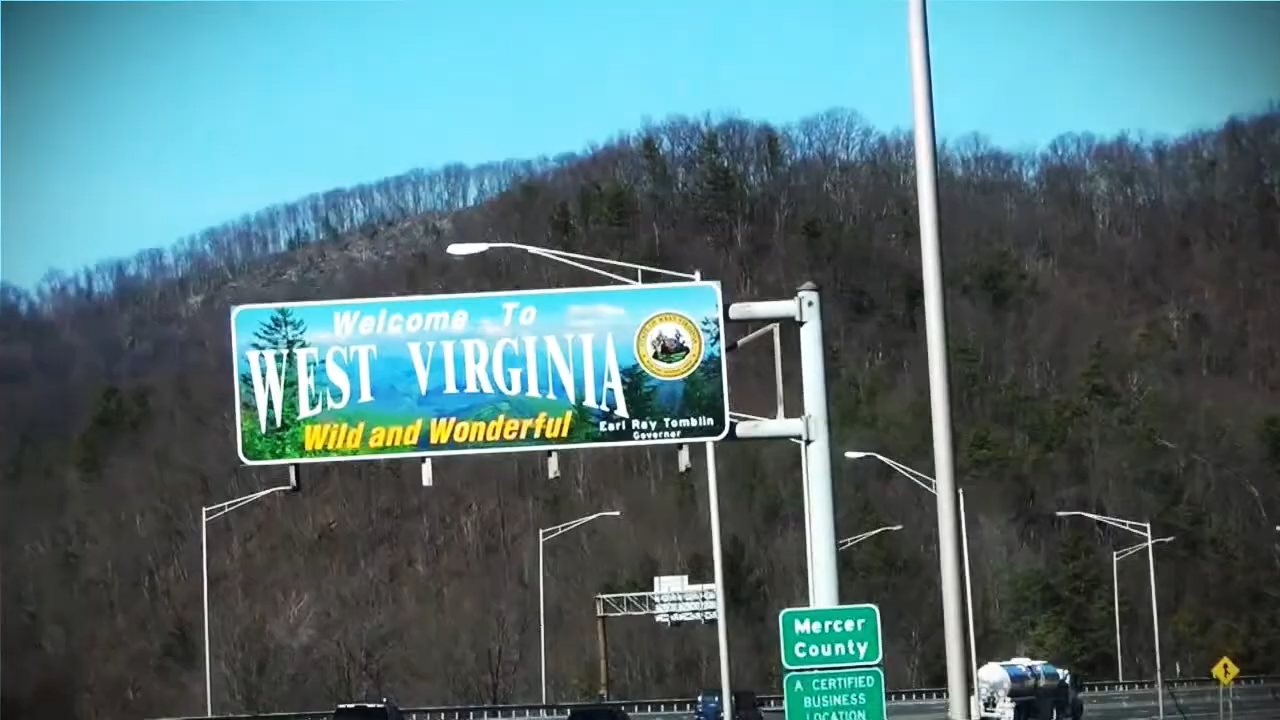 Welcome To
WEST VIRGINIA
Wild and Wonderful
Earl Ray Tomblin
Governor
Mercer
County
A CERTIFIED
BUSINESS
LOCATION